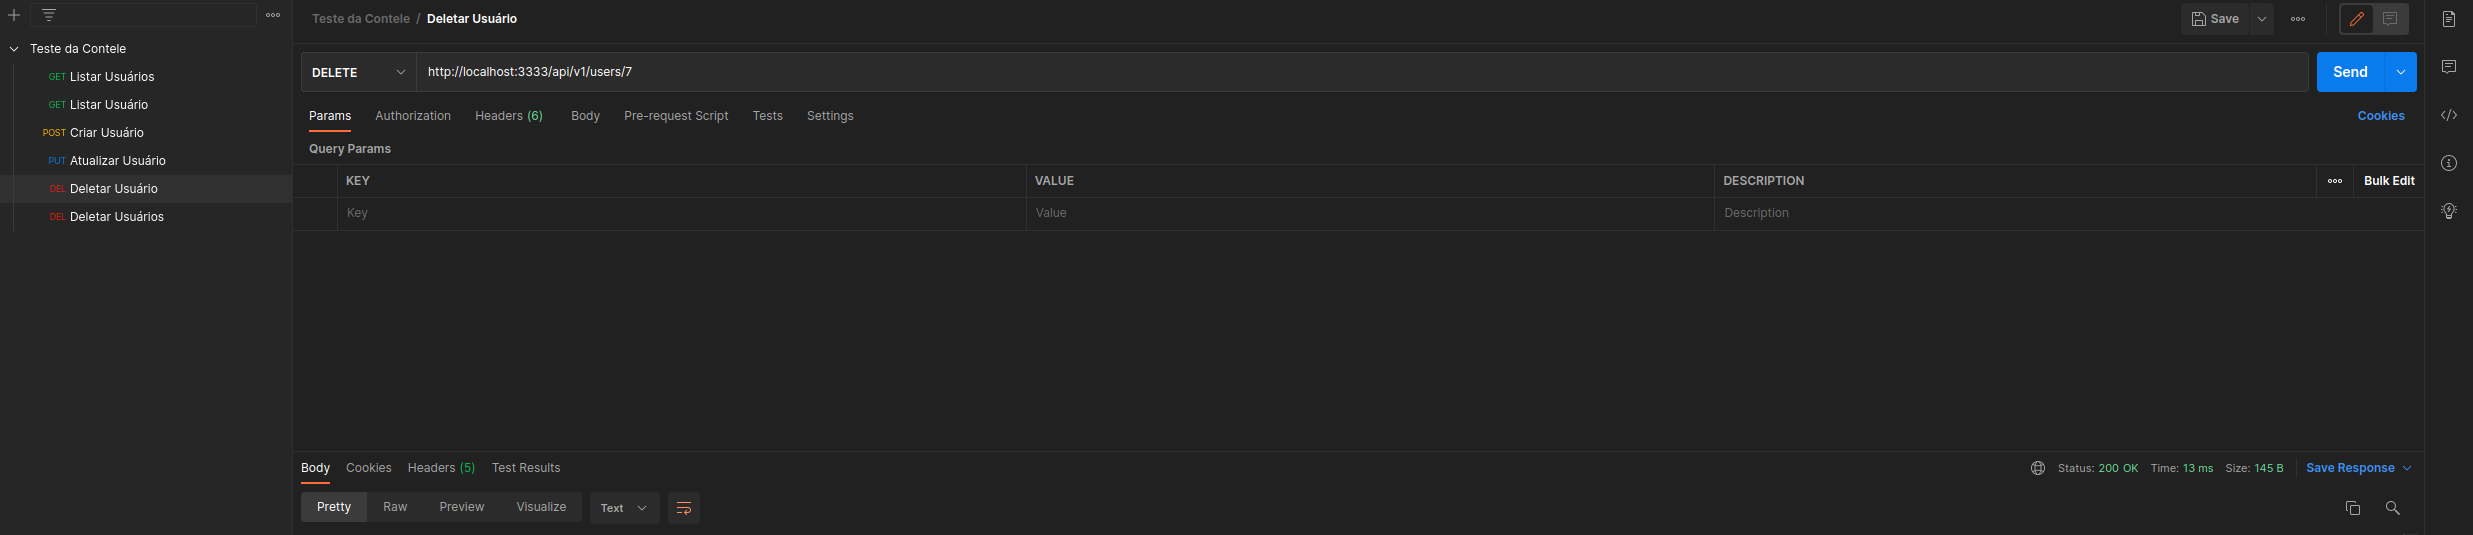 Teste da Contele / Deletar Usuário
Save
Teste da Contele
GET Listar Usuários
GET Listar Usuário
POST Criar Usuário
PUT Atualizar Usuário
DEL Deletar Usuário
DEL Deletar Usuários
DELETE http://localhost:3333/api/v1/users/7 Send
Params Authorization Headers (6) Body Pre-request Script Tests Settings Cookies
Query Params
KEY VALUE DESCRIPTION Bulk Edit
Key Value Description
Body Cookies Headers (5) Test Results Status: 200 OK Time: 13 ms Size: 145 B Save Response
Pretty Raw Preview Visualize Text